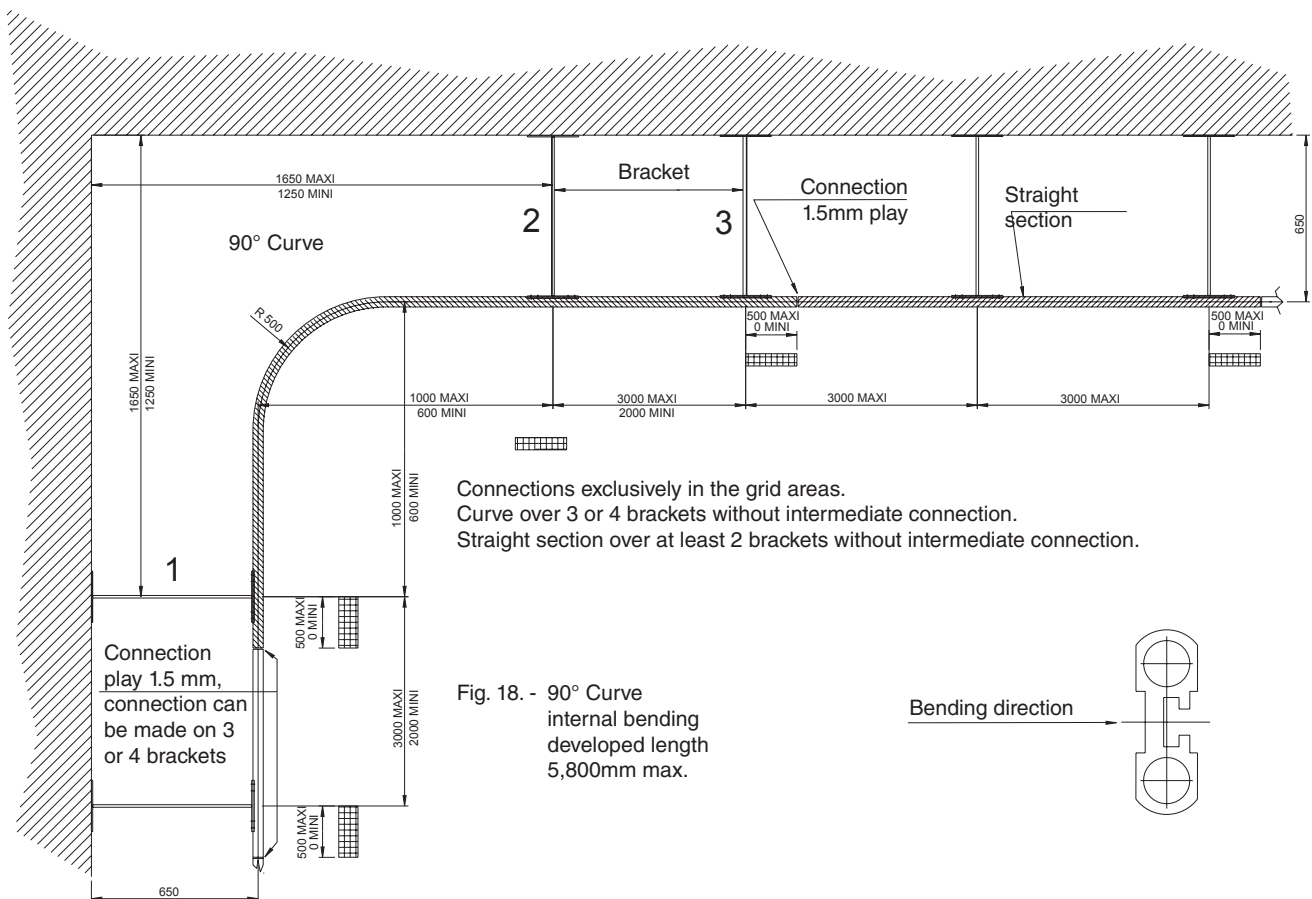 1650 MAXI
1250 MINI
Bracket
2
3
Connection
1.5mm play
Straight
section
650
90° Curve
R 500
1650 MAXI
1250 MINI
500 MAXI
0 MINI
500 MAXI
0 MINI
1000 MAXI
600 MINI
3000 MAXI
2000 MINI
3000 MAXI
3000 MAXI
1000 MAXI
600 MINI
Connections exclusively in the grid areas.
Curve over 3 or 4 brackets without intermediate connection.
Straight section over at least 2 brackets without intermediate connection.
1
500 MAXI
0 MINI
Connection
play 1.5 mm,
connection can
be made on 3
or 4 brackets
3000 MAXI
2000 MINI
Fig. 18. - 90° Curve
internal bending
developed length
5,800mm max.
Bending direction
500 MAXI
0 MINI
650